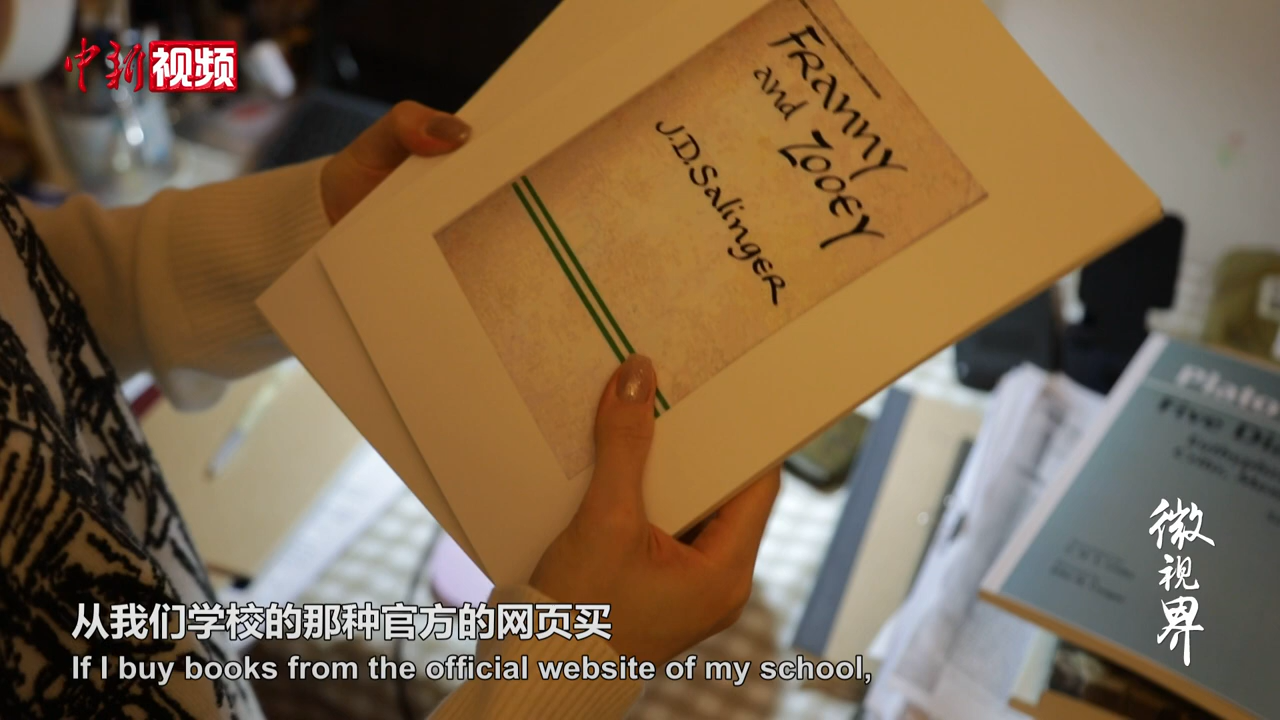 中新视频
FRANNY
and ZOOEY
J.D.Salinger
Plato
Five Di
微视界
从我们学校的那种官方的网页买
If I buy books from the official website of my school,